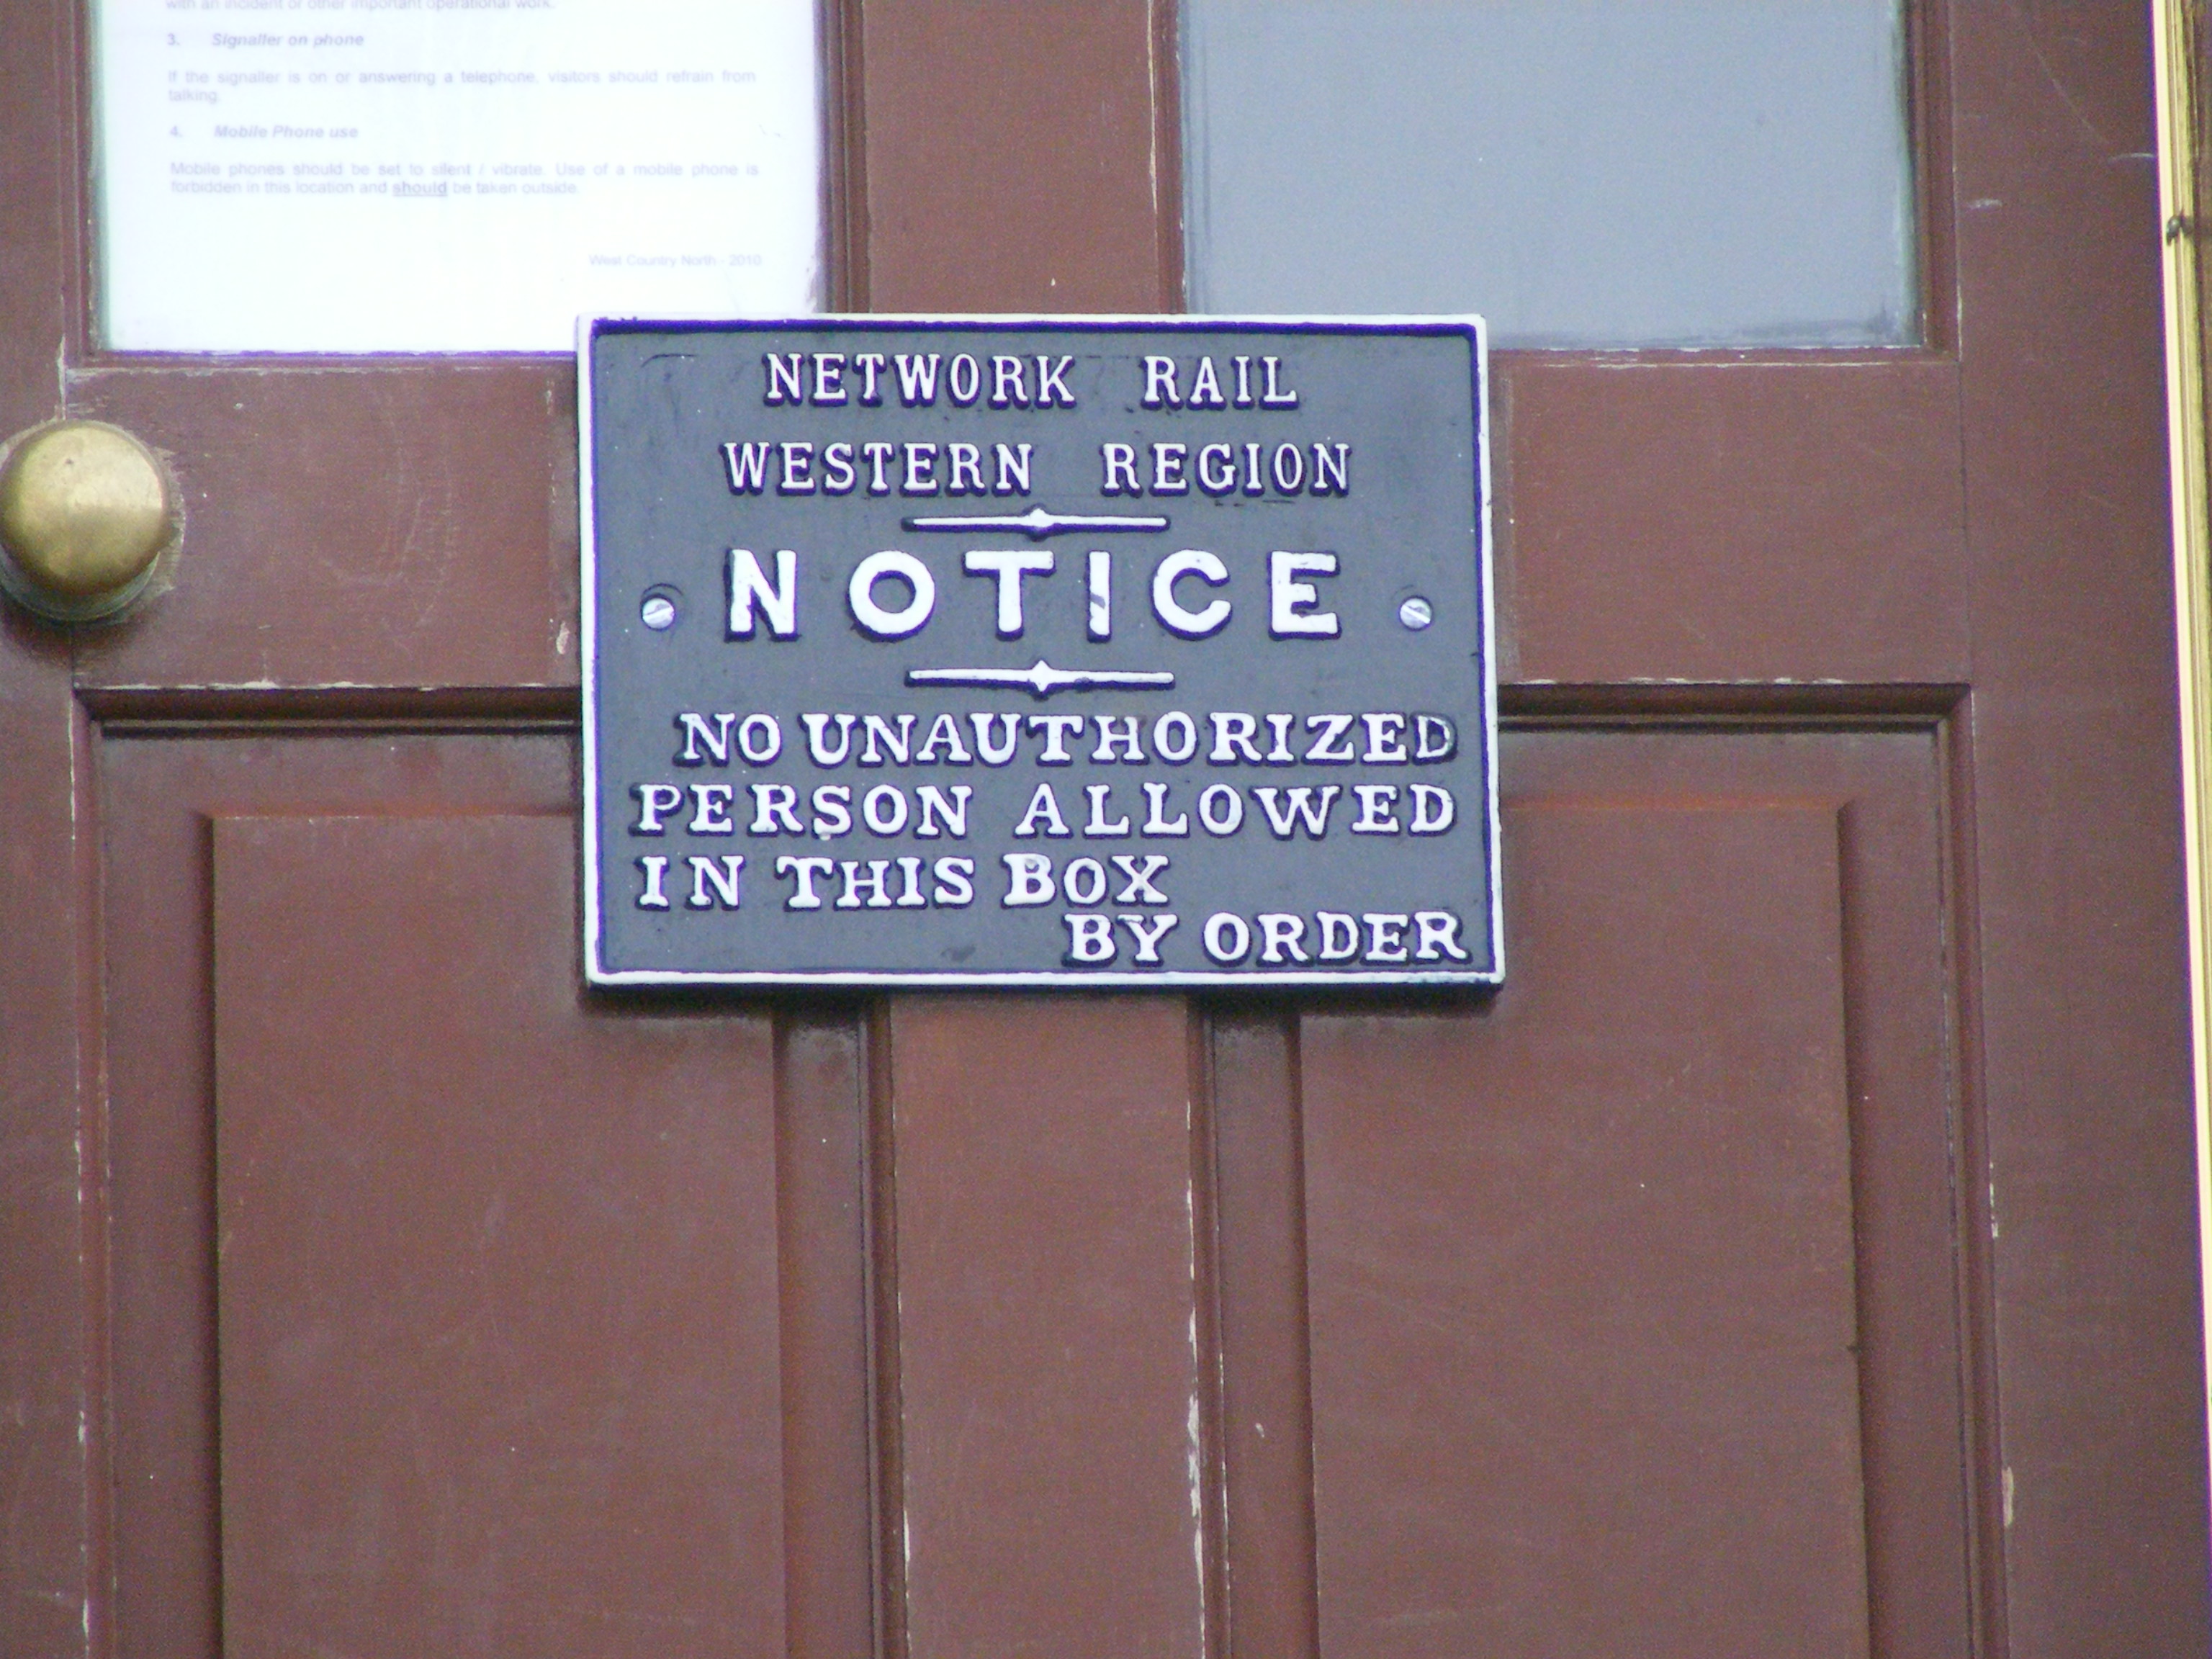 with an incident or other important operational work.
3. Signaller on phone
If the signaller is on or answering a telephone, visitors should refrain from
talking.
4. Mobile Phone use
Mobile phones should be set to silent / vibrate. Use of a mobile phone is
forbidden in this location and should be taken outside.
West Country North - 2010
NETWORK RAIL
WESTERN REGION
NOTICE
NO UNAUTHORIZED
PERSON ALLOWED
IN THIS BOX
BY ORDER